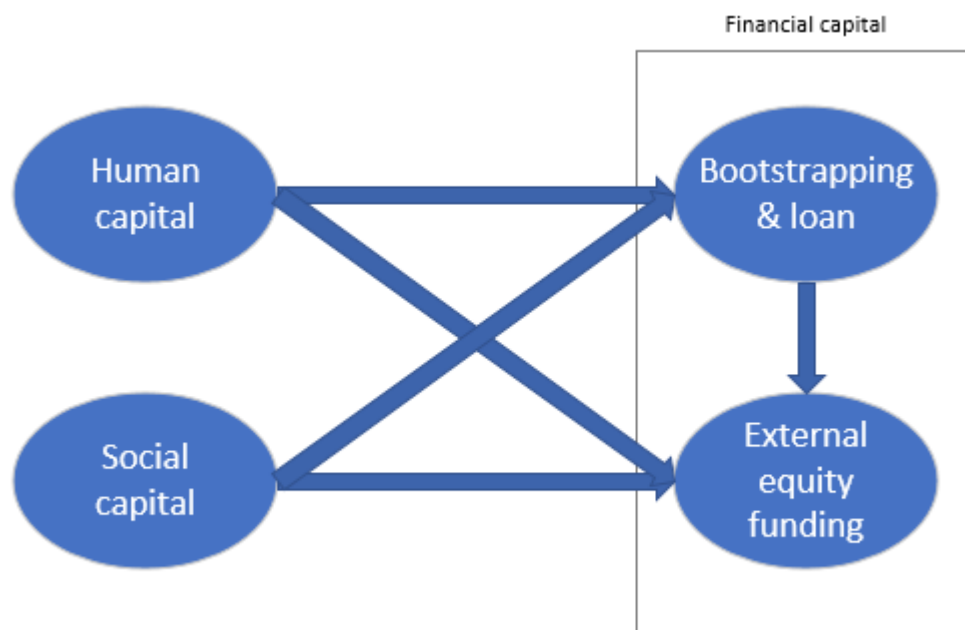 Financial capital
Human
capital
Bootstrapping
& loan
Social
capital
External
equity
funding